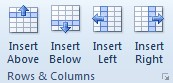 Insert Insert Insert Insert
Above Below Left Right
Rows & Columns